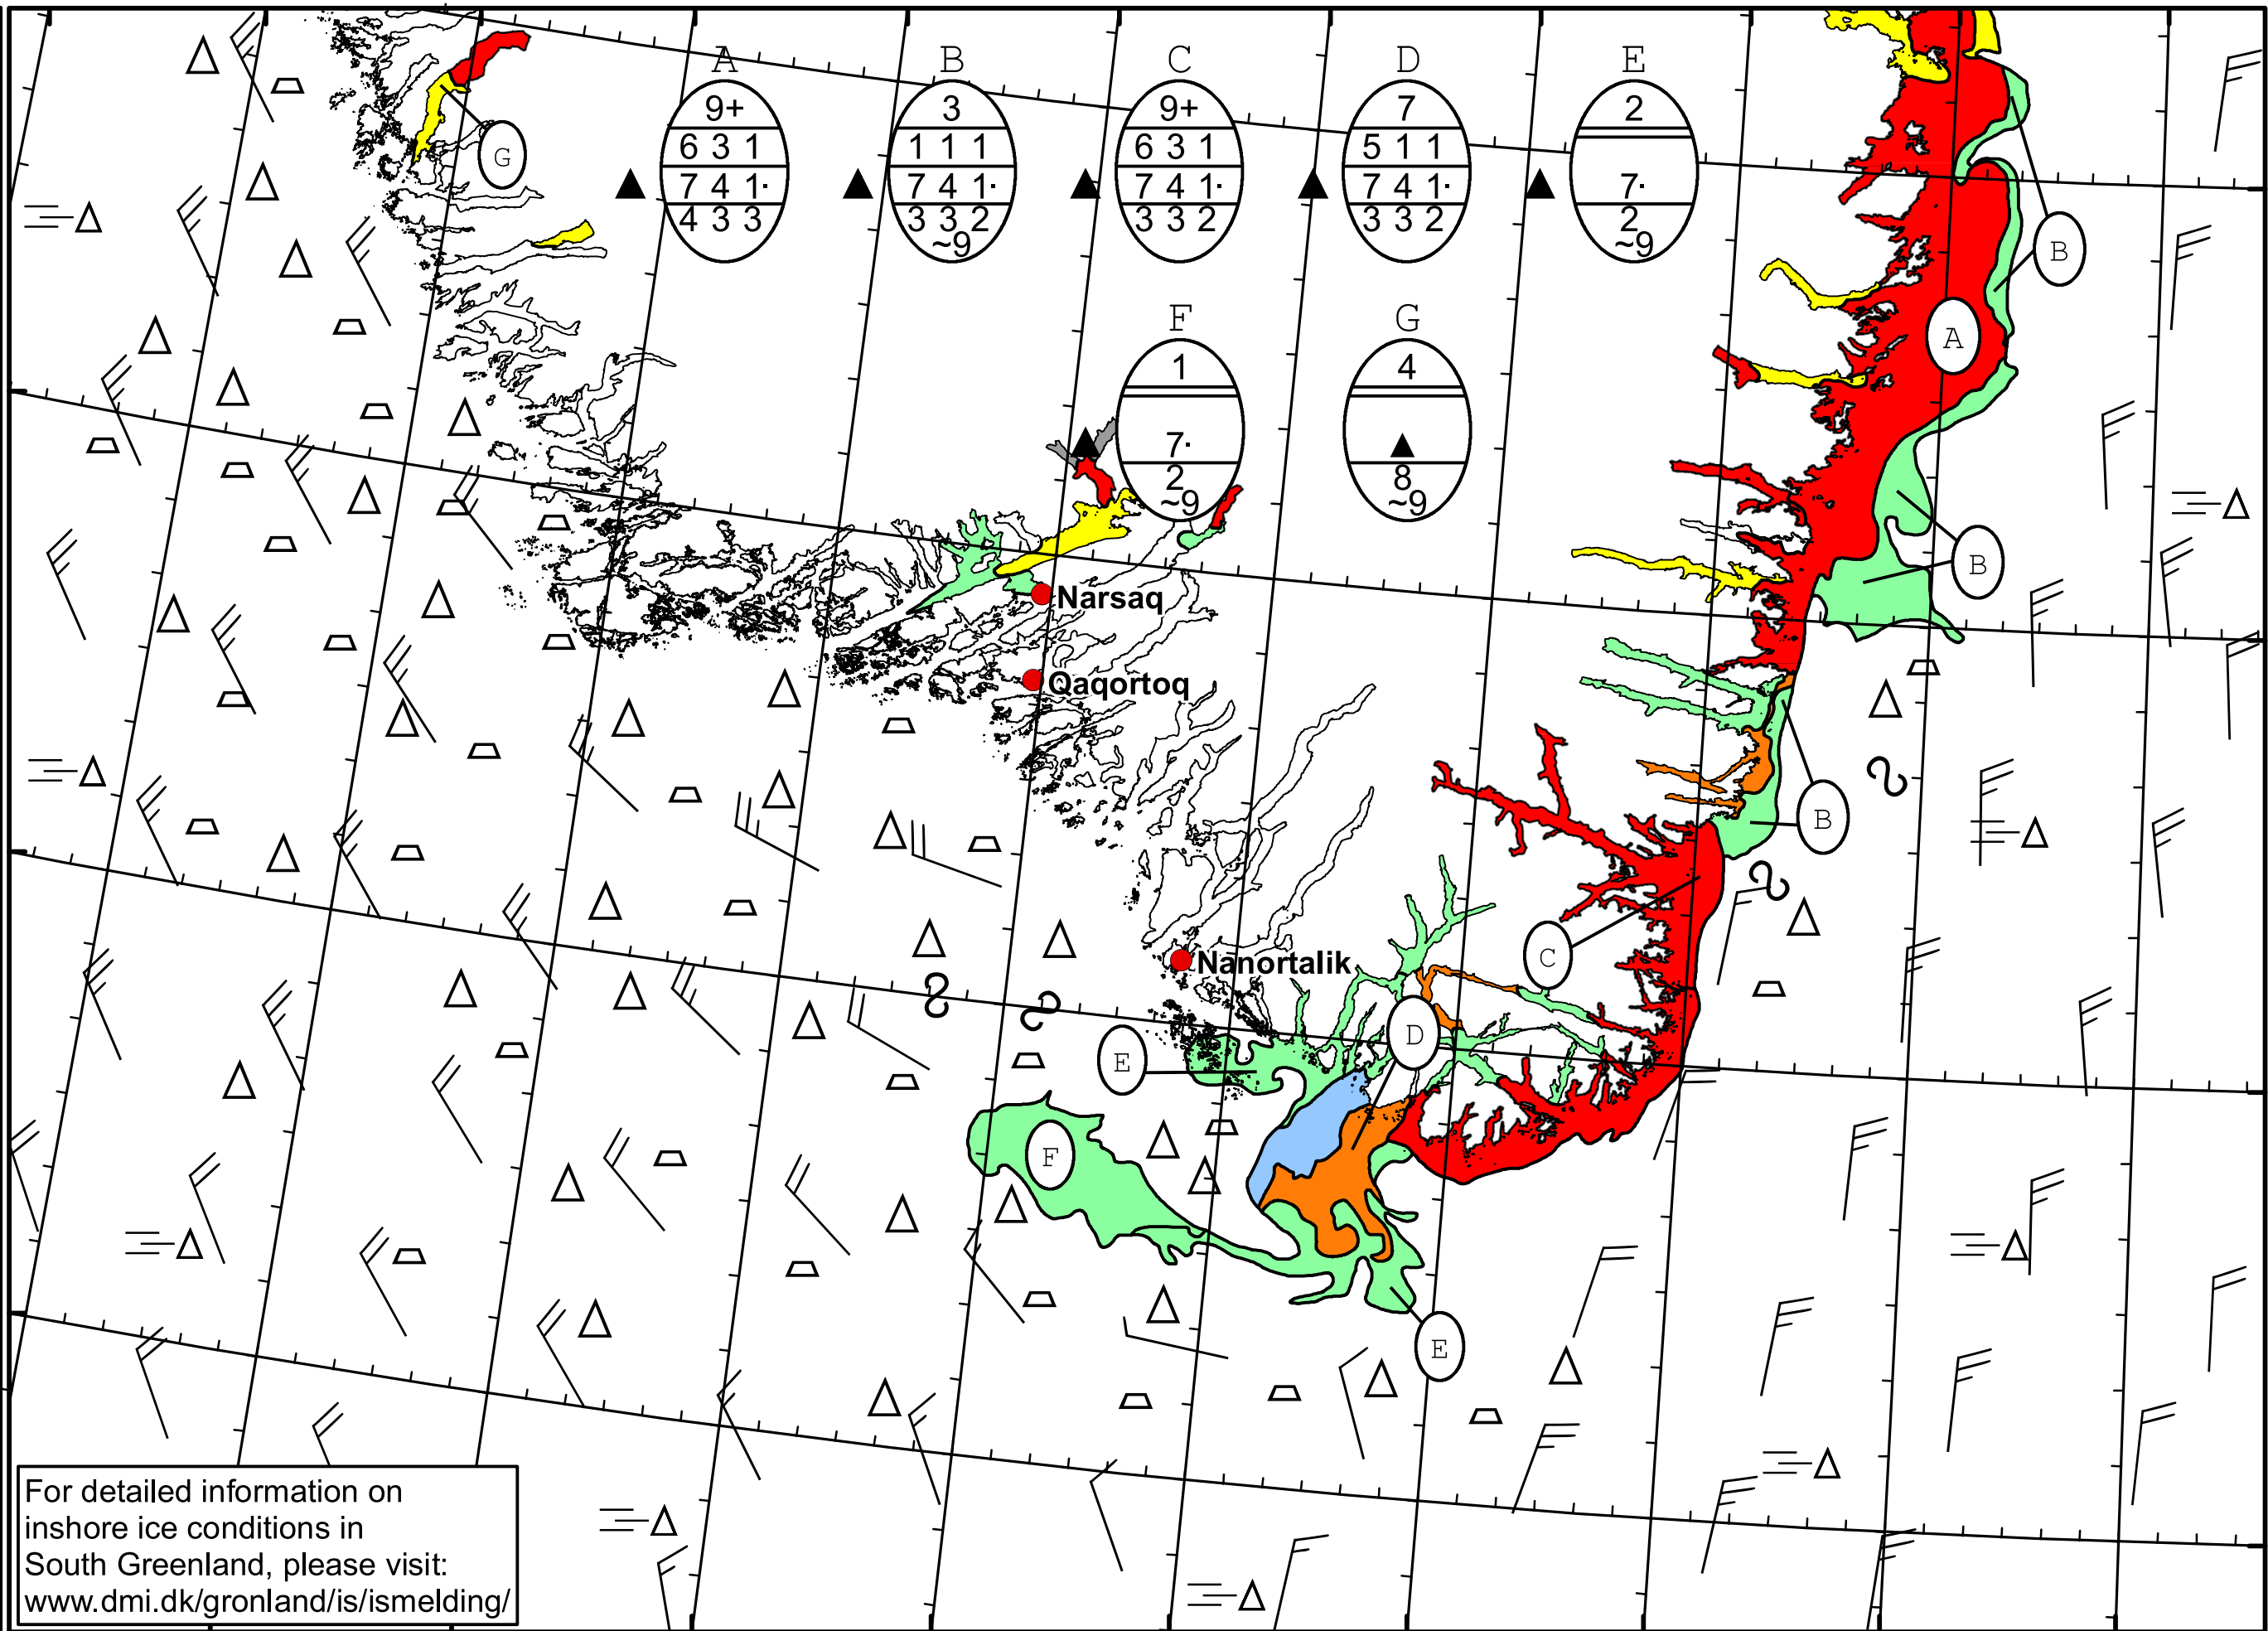 A B C D E
9+ 3 9+ 7 2
6 3 1 1 1 1 6 3 1 5 1 1
7 4 1· 7 4 1· 7 4 1· 7 4 1· 7·
4 3 3 3 3 2 3 3 2 3 3 2 2
~9 ~9
G
B
A
F G
1 4
7·
2 8
~9 ~9
B
Narsaq
Qaqortoq
B
C
Nanortalik
D
E
F
E
For detailed information on
inshore ice conditions in
South Greenland, please visit:
www.dmi.dk/gronland/is/ismelding/